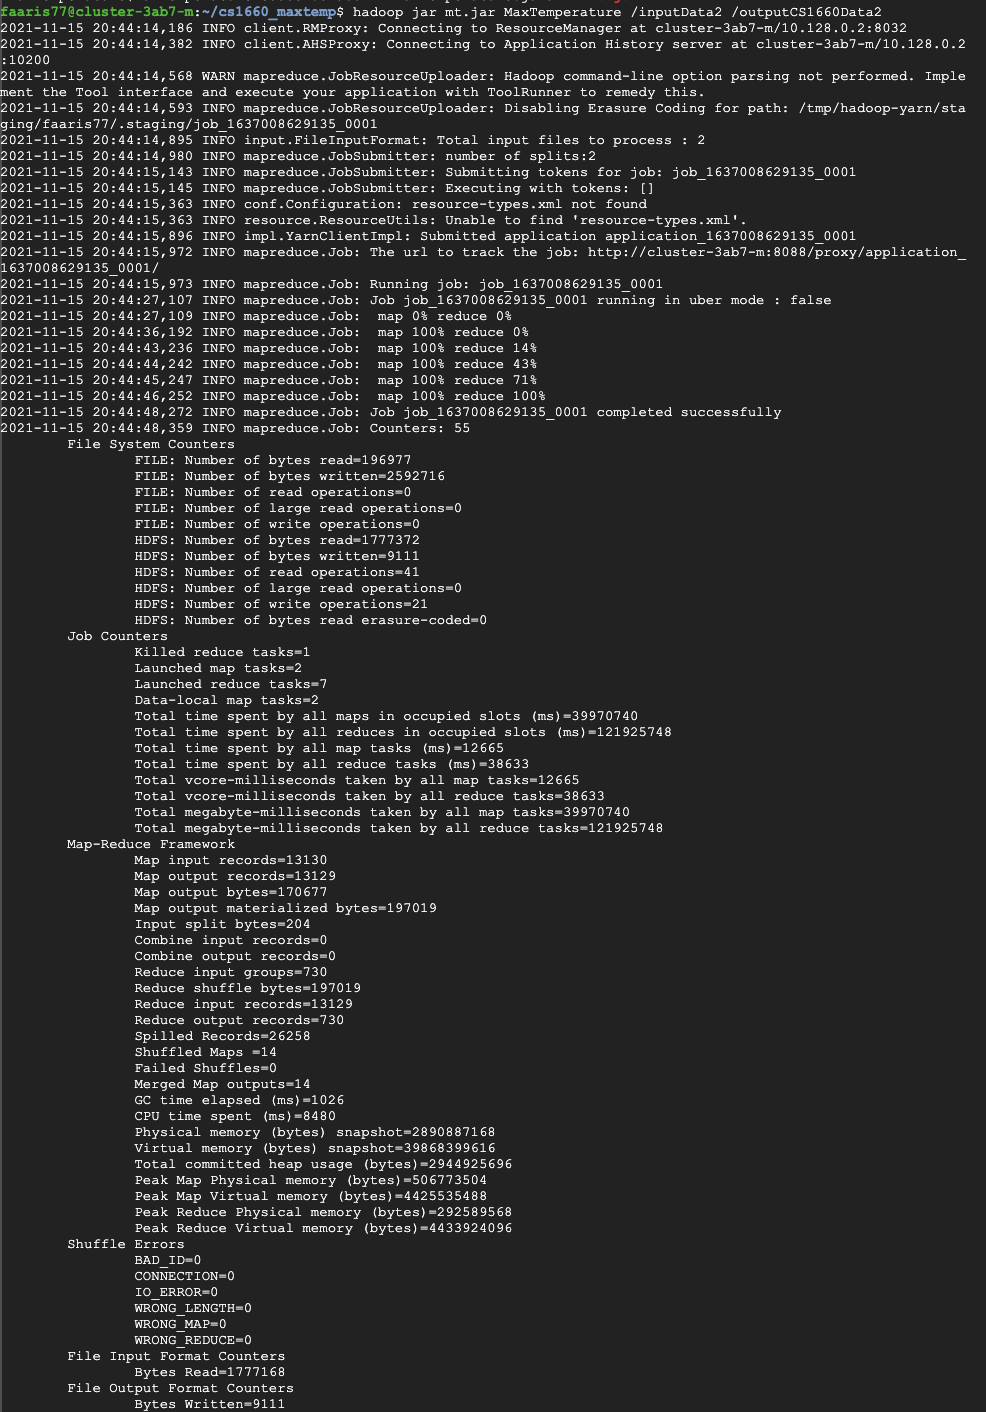 faaris77@cluster-3ab7-m:~/cs1660_maxtemp$ hadoop jar mt.jar MaxTemperature /inputData2 /outputCS1660Data2
2021-11-15 20:44:14,186 INFO client.RMProxy: Connecting to ResourceManager at cluster-3ab7-m/10.128.0.2:8032
2021-11-15 20:44:14,382 INFO client.AHSProxy: Connecting to Application History server at cluster-3ab7-m/10.128.0.2
:10200
2021-11-15 20:44:14,568 WARN mapreduce.JobResourceUploader: Hadoop command-line option parsing not performed. Imple
ment the Tool interface and execute your application with ToolRunner to remedy this.
2021-11-15 20:44:14,593 INFO mapreduce.JobResourceUploader: Disabling Erasure Coding for path: /tmp/hadoop-yarn/sta
ging/faaris77/.staging/job_1637008629135_0001
2021-11-15 20:44:14,895 INFO input.FileInputFormat: Total input files to process : 2
2021-11-15 20:44:14,980 INFO mapreduce.JobSubmitter: number of splits:2
2021-11-15 20:44:15,143 INFO mapreduce.JobSubmitter: Submitting tokens for job: job_1637008629135_0001
2021-11-15 20:44:15,145 INFO mapreduce.JobSubmitter: Executing with tokens: []
2021-11-15 20:44:15,363 INFO conf.Configuration: resource-types.xml not found
2021-11-15 20:44:15,363 INFO resource.ResourceUtils: Unable to find 'resource-types.xml'.
2021-11-15 20:44:15,896 INFO impl.YarnClientImpl: Submitted application application_1637008629135_0001
2021-11-15 20:44:15,972 INFO mapreduce.Job: The url to track the job: http://cluster-3ab7-m:8088/proxy/application_
1637008629135_0001/
2021-11-15 20:44:15,973 INFO mapreduce.Job: Running job: job_1637008629135_0001
2021-11-15 20:44:27,107 INFO mapreduce.Job: Job job_1637008629135_0001 running in uber mode : false
2021-11-15 20:44:27,109 INFO mapreduce.Job:  map 0% reduce 0%
2021-11-15 20:44:36,192 INFO mapreduce.Job:  map 100% reduce 0%
2021-11-15 20:44:43,236 INFO mapreduce.Job:  map 100% reduce 14%
2021-11-15 20:44:44,242 INFO mapreduce.Job:  map 100% reduce 43%
2021-11-15 20:44:45,247 INFO mapreduce.Job:  map 100% reduce 71%
2021-11-15 20:44:46,252 INFO mapreduce.Job:  map 100% reduce 100%
2021-11-15 20:44:48,272 INFO mapreduce.Job: Job job_1637008629135_0001 completed successfully
2021-11-15 20:44:48,359 INFO mapreduce.Job: Counters: 55
File System Counters
FILE: Number of bytes read=196977
FILE: Number of bytes written=2592716
FILE: Number of read operations=0
FILE: Number of large read operations=0
FILE: Number of write operations=0
HDFS: Number of bytes read=1777372
HDFS: Number of bytes written=9111
HDFS: Number of read operations=41
HDFS: Number of large read operations=0
HDFS: Number of write operations=21
HDFS: Number of bytes read erasure-coded=0
Job Counters
Killed reduce tasks=1
Launched map tasks=2
Launched reduce tasks=7
Data-local map tasks=2
Total time spent by all maps in occupied slots (ms)=39970740
Total time spent by all reduces in occupied slots (ms)=121925748
Total time spent by all map tasks (ms)=12665
Total time spent by all reduce tasks (ms)=38633
Total vcore-milliseconds taken by all map tasks=12665
Total vcore-milliseconds taken by all reduce tasks=38633
Total megabyte-milliseconds taken by all map tasks=39970740
Total megabyte-milliseconds taken by all reduce tasks=121925748
Map-Reduce Framework
Map input records=13130
Map output records=13129
Map output bytes=170677
Map output materialized bytes=197019
Input split bytes=204
Combine input records=0
Combine output records=0
Reduce input groups=730
Reduce shuffle bytes=197019
Reduce input records=13129
Reduce output records=730
Spilled Records=26258
Shuffled Maps =14
Failed Shuffles=0
Merged Map outputs=14
GC time elapsed (ms)=1026
CPU time spent (ms)=8480
Physical memory (bytes) snapshot=2890887168
Virtual memory (bytes) snapshot=39868399616
Total committed heap usage (bytes)=2944925696
Peak Map Physical memory (bytes)=506773504
Peak Map Virtual memory (bytes)=4425535488
Peak Reduce Physical memory (bytes)=292589568
Peak Reduce Virtual memory (bytes)=4433924096
Shuffle Errors
BAD_ID=0
CONNECTION=0
IO_ERROR=0
WRONG_LENGTH=0
WRONG_MAP=0
WRONG_REDUCE=0
File Input Format Counters
Bytes Read=1777168
File Output Format Counters
Bytes Written=9111